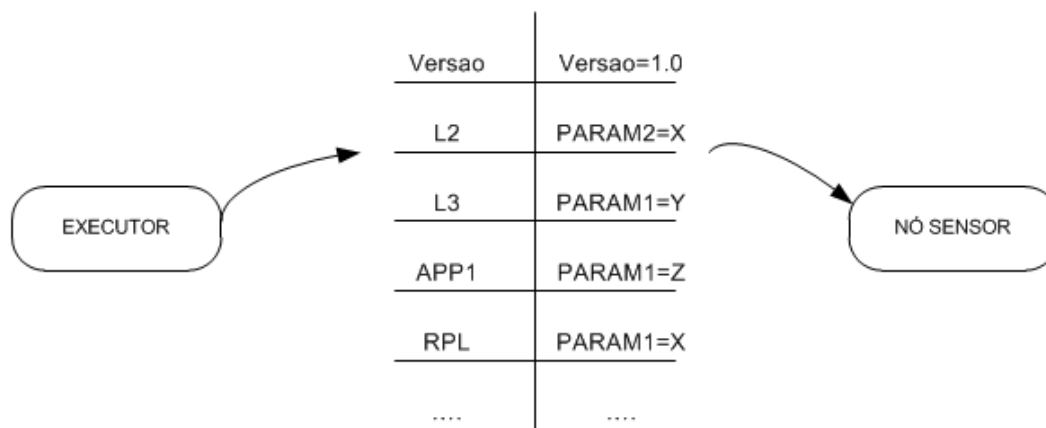 Versao Versao=1.0
L2 PARAM2=X
L3 PARAM1=Y
EXECUTOR
NÓ SENSOR
APP1 PARAM1=Z
RPL PARAM1=X
.... ....